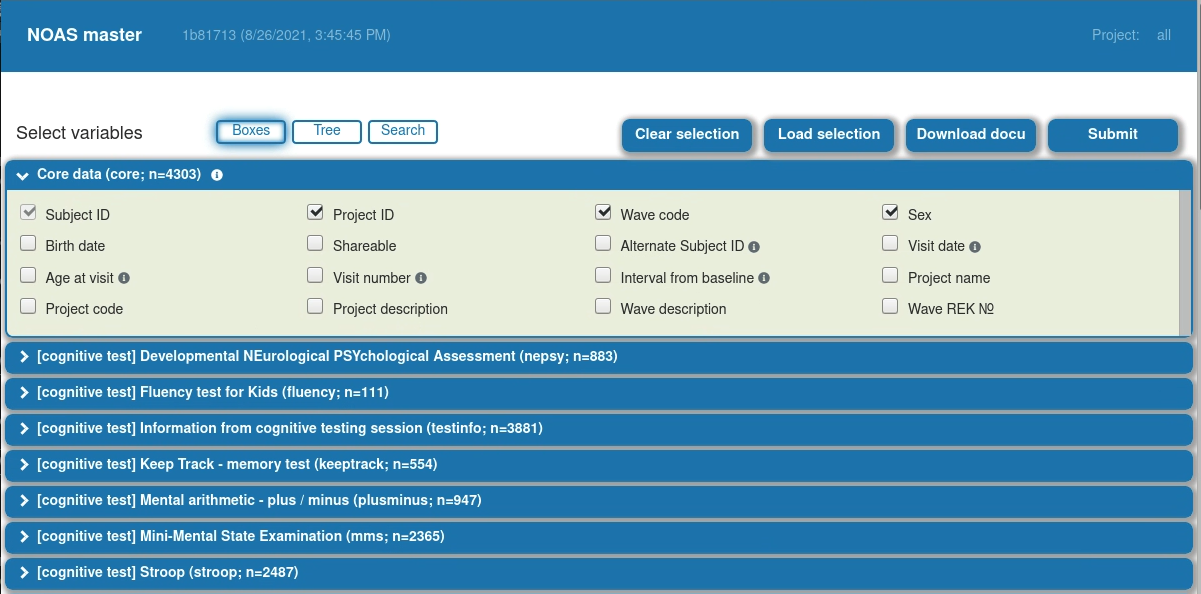 NOAS master 1b81713 (8/26/2021, 3:45:45 PM) Project: all
Select variables Boxes Tree Search Clear selection Load selection Download docu Submit
Core data (core; n=4303)
Subject ID Project ID Wave code Sex
Birth date Shareable Alternate Subject ID Visit date
Age at visit Visit number Interval from baseline Project name
Project code Project description Wave description Wave REK №
[cognitive test] Developmental NEurological PSYchological Assessment (nepsy; n=883)
[cognitive test] Fluency test for Kids (fluency; n=111)
[cognitive test] Information from cognitive testing session (testinfo; n=3881)
[cognitive test] Keep Track - memory test (keeptrack; n=554)
[cognitive test] Mental arithmetic - plus / minus (plusminus; n=947)
[cognitive test] Mini-Mental State Examination (mms; n=2365)
[cognitive test] Stroop (stroop; n=2487)